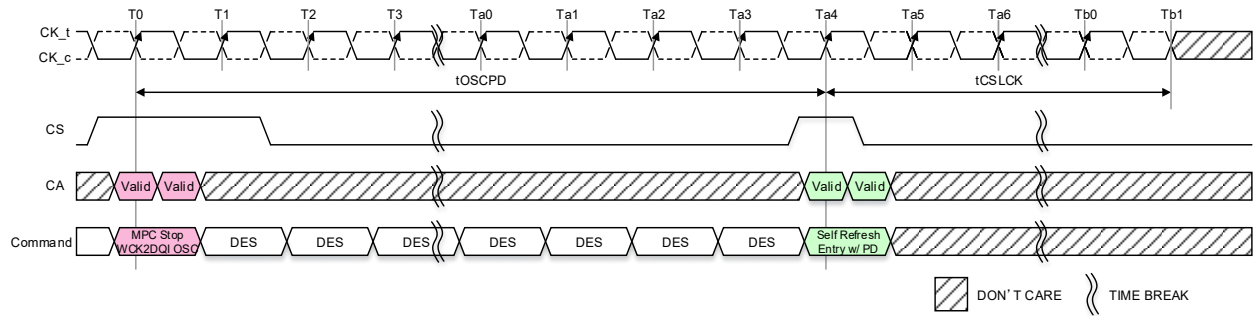 T0 T1 T2 T3 Ta0 Ta1 Ta2 Ta3 Ta4 Ta5 Ta6 Tb0 Tb1
CK_t
CK_c
tOSCPD tCSLCK
CS
CA Valid Valid Valid Valid
Command MPC Stop WCK2DQI OSC DES DES DES DES DES DES DES Self Refresh Entry w/ PD
DON'T CARE TIME BREAK